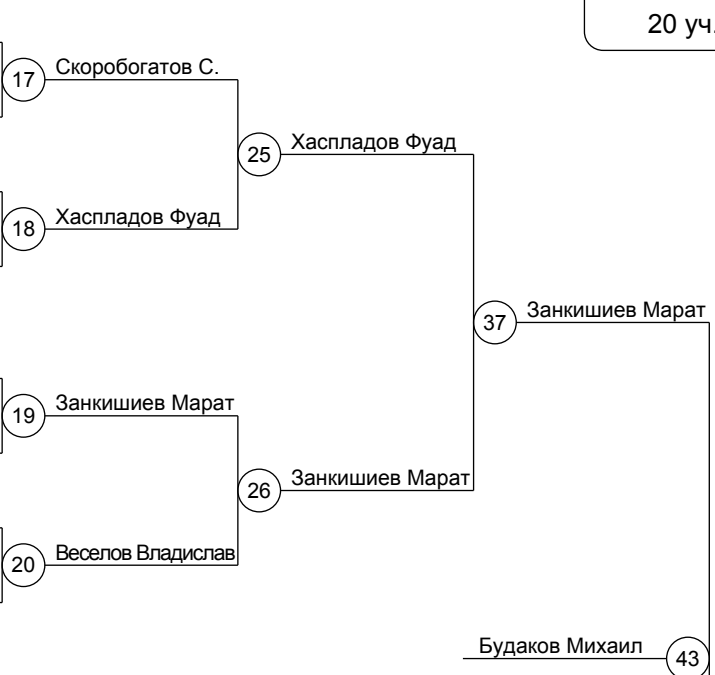 20 уч.
17 Скоробогатов С.
25 Хаспладов Фуад
18 Хаспладов Фуад
37 Занкишиев Марат
19 Занкишиев Марат
26 Занкишиев Марат
20 Веселов Владислав
Будаков Михаил 43